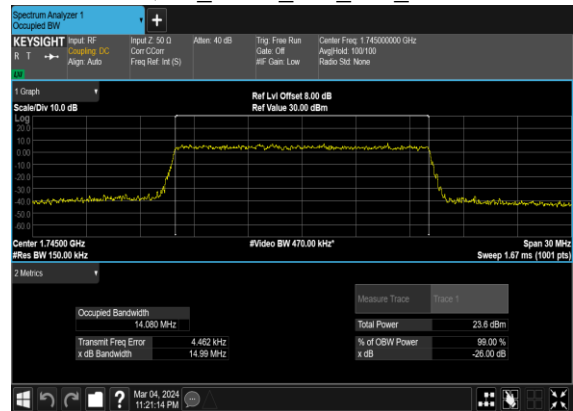 Spectrum Analyzer 1
Occupied BW
+
KEYSIGHT Input: RF Input Z: 50 Ω Atten: 40 dB Trig: Free Run Center Freq: 1.745000000 GHz
R T Coupling: DC Corr CCorr Gate: Off Avg|Hold: 100/100
Align: Auto Freq Ref: Int (S) #IF Gain: Low Radio Std: None
1 Graph
Scale/Div 10.0 dB Ref Lvl Offset 8.00 dB
Ref Value 30.00 dBm
Log
20.0
10.0
0.00
-10.0
-20.0
-30.0
-40.0
-50.0
-60.0
Center 1.74500 GHz #Video BW 470.00 kHz* Span 30 MHz
#Res BW 150.00 kHz Sweep 1.67 ms (1001 pts)
2 Metrics
Measure Trace Trace 1
Occupied Bandwidth
14.080 MHz Total Power 23.6 dBm
Transmit Freq Error 4.462 kHz % of OBW Power 99.00 %
x dB Bandwidth 14.99 MHz x dB -26.00 dB
? Mar 04, 2024
11:21:14 PM